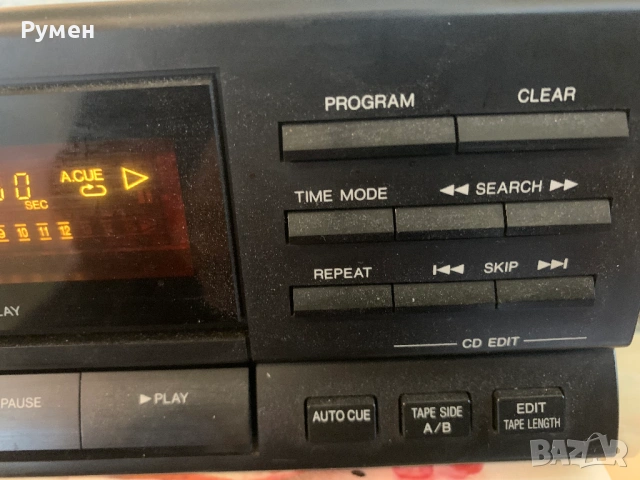 Румен
PROGRAM
CLEAR
A.CUE
SEC
10 11 12
TIME MODE
◀◀ SEARCH ▶▶
REPEAT
|◀◀ SKIP ▶▶|
LAY
CD EDIT
PAUSE
▶PLAY
AUTO CUE
TAPE SIDE
A/B
EDIT
TAPE LENGTH
BAZAR